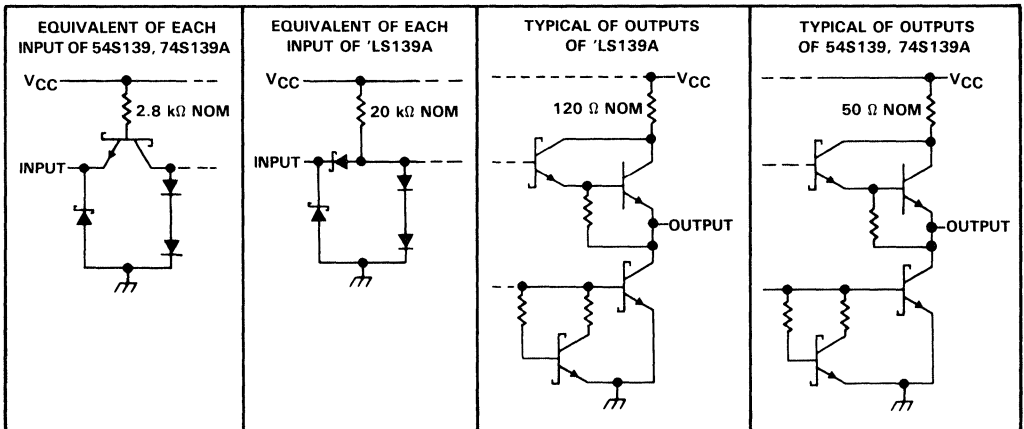 EQUIVALENT OF EACH
INPUT OF 54S139, 74S139A
VCC
2.8 kΩ NOM
INPUT
EQUIVALENT OF EACH
INPUT OF 'LS139A
VCC
20 kΩ NOM
INPUT
TYPICAL OF OUTPUTS
OF 'LS139A
VCC
120 Ω NOM
OUTPUT
TYPICAL OF OUTPUTS
OF 54S139, 74S139A
VCC
50 Ω NOM
OUTPUT